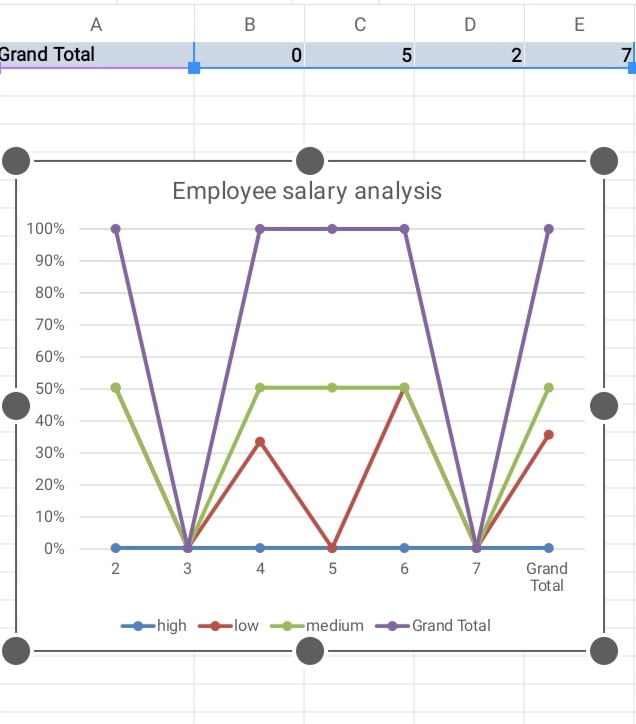 A B C D E
Grand Total 0 5 2 7
Employee salary analysis
100%
90%
80%
70%
60%
50%
40%
30%
20%
10%
0%
2 3 4 5 6 7 Grand
Total
high low medium Grand Total